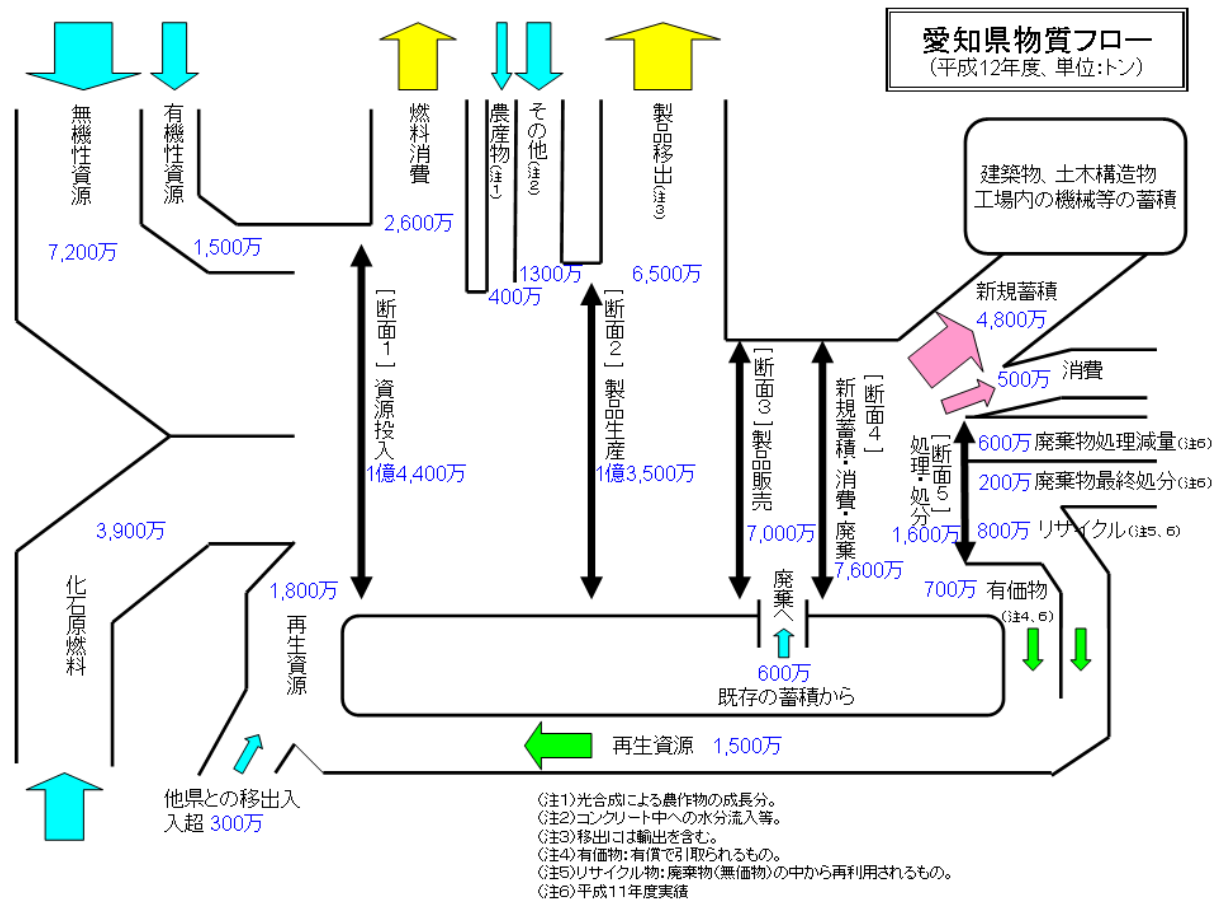 愛知県物質フロー
(平成12年度、単位:トン)
無機性資源
7,200万
有機性資源
1,500万
燃料消費
2,600万
農産物(注1)
400万
その他(注2)
1300万
製品移出(注3)
6,500万
建築物、土木構造物
工場内の機械等の蓄積
新規蓄積
4,800万
500万 消費
[断面1] 資源投入
1億4,400万
[断面2] 製品生産
1億3,500万
[断面3] 製品販売
7,000万
[断面4]
新規蓄積・消費・廃棄
7,600万
[断面5]
処理・処分
1,600万
600万 廃棄物処理減量(注6)
200万 廃棄物最終処分(注6)
800万 リサイクル(注5、6)
700万 有価物
(注4、6)
3,900万
化石原燃料
1,800万
再生資源
廃棄へ
600万
既存の蓄積から
再生資源 1,500万
他県との移出入
入超 300万
(注1)光合成による農作物の成長分。
(注2)コンクリート中への水分流入等。
(注3)移出には輸出を含む。
(注4)有価物:有償で引取られるもの。
(注5)リサイクル物:廃棄物(無価物)の中から再利用されるもの。
(注6)平成11年度実績